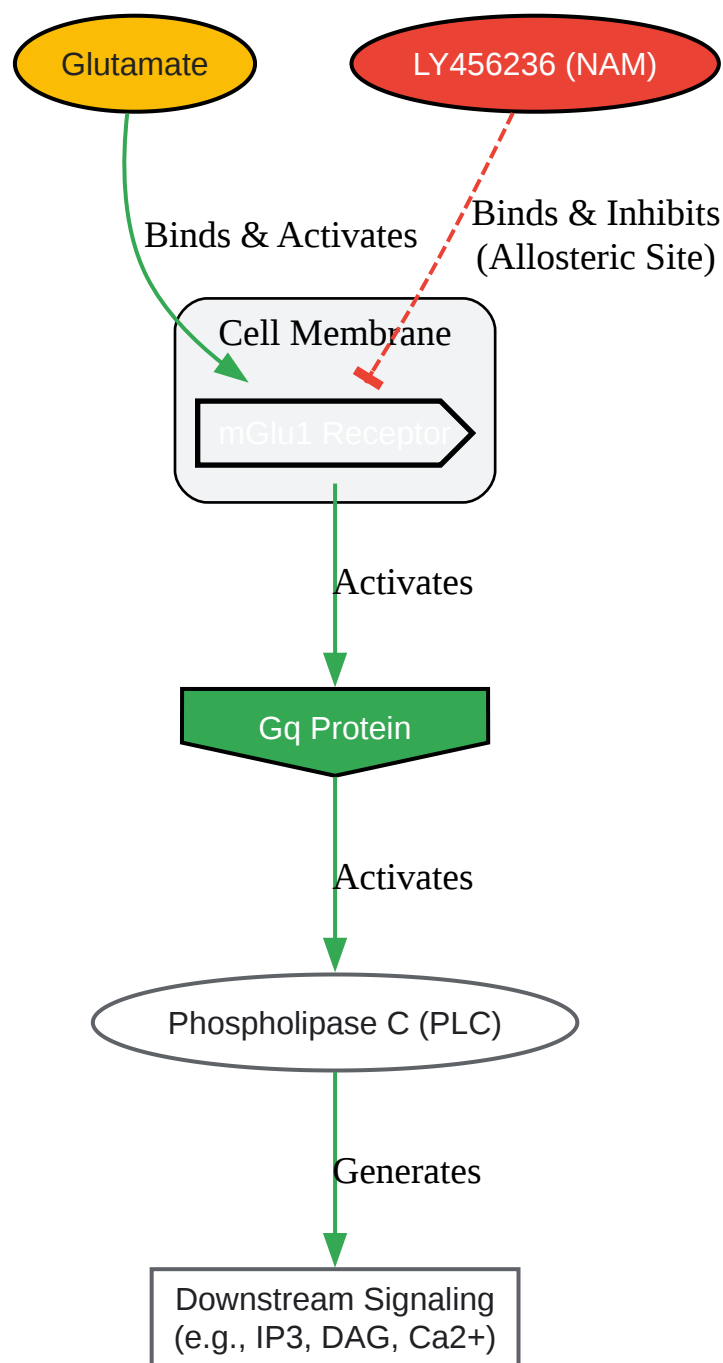 Glutamate
LY456236 (NAM)
Binds & Inhibits
(Allosteric Site)
Binds & Activates
Cell Membrane
mGlu1 Receptor
Activates
Gq Protein
Activates
Phospholipase C (PLC)
Generates
Downstream Signaling
(e.g., IP3, DAG, Ca2+)